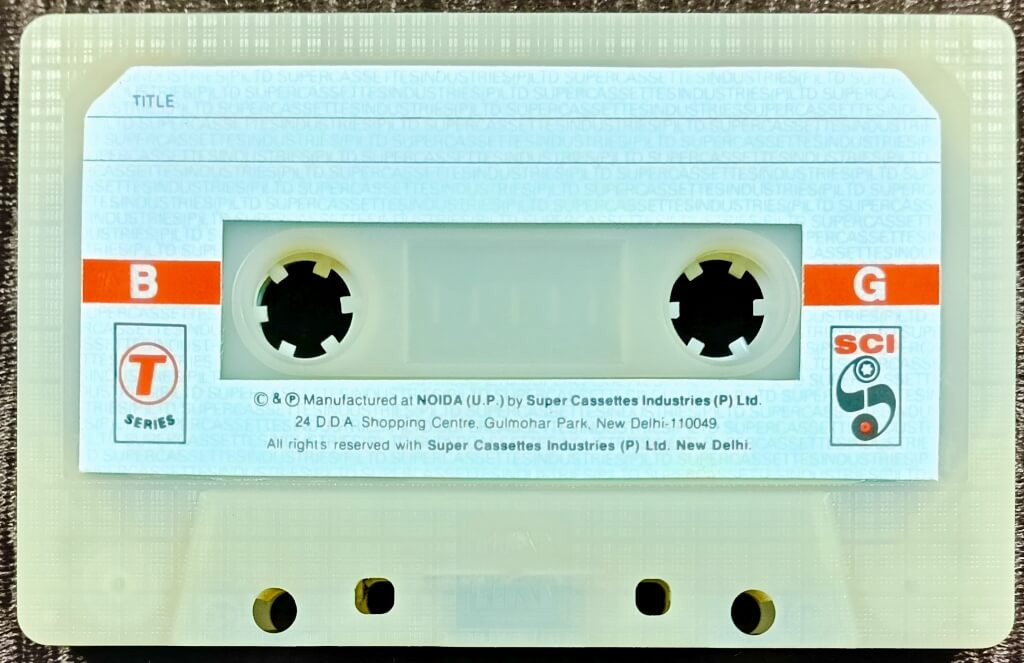 TITLE
B
G
T
SERIES
SCI
© & ℗ Manufactured at NOIDA (U.P.) by Super Cassettes Industries (P) Ltd.
24 D.D.A. Shopping Centre, Gulmohar Park, New Delhi-110049.
All rights reserved with Super Cassettes Industries (P) Ltd. New Delhi.